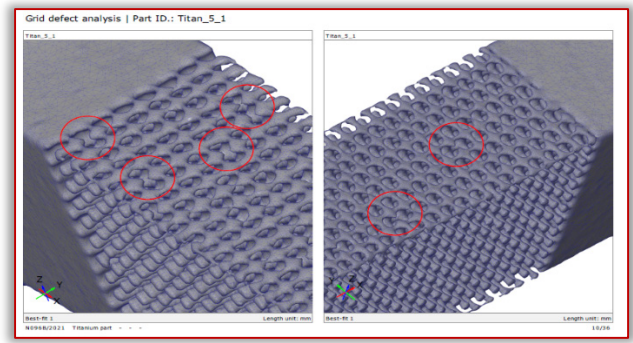 Grid defect analysis | Part ID.: Titan_5_1
Titan_5_1
Titan_5_1
Z
Y
X
Z
Best-fit 1
Length unit: mm
Best-fit 1
Length unit: mm
N096B/2021 Titanium part - - -
10/36